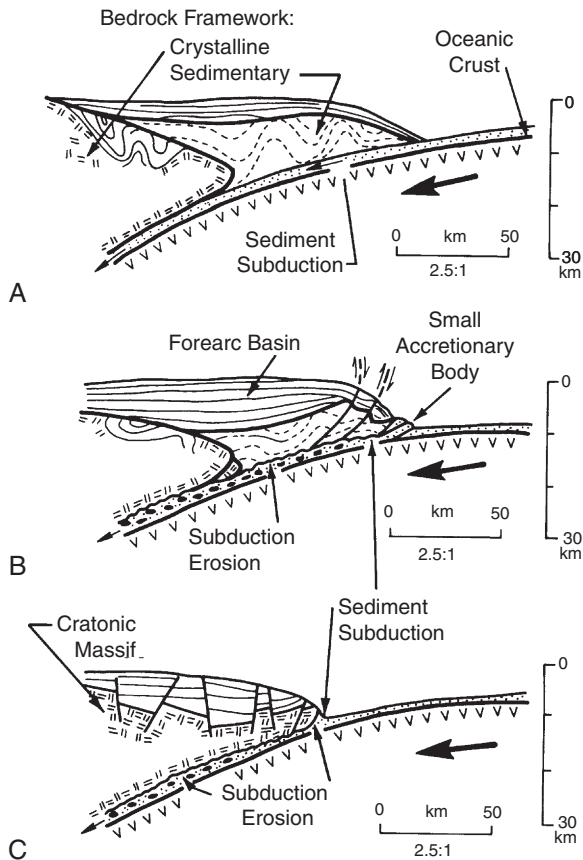 Bedrock Framework:
Crystalline
Sedimentary
Oceanic
Crust
0
30
km
Sediment
Subduction
0 km 50
2.5:1
A
Forearc Basin
Small
Accretionary
Body
0
30
km
Subduction
Erosion
0 km 50
2.5:1
B
Sediment
Subduction
Cratonic
Massif
0
30
km
Subduction
Erosion
0 km 50
2.5:1
C